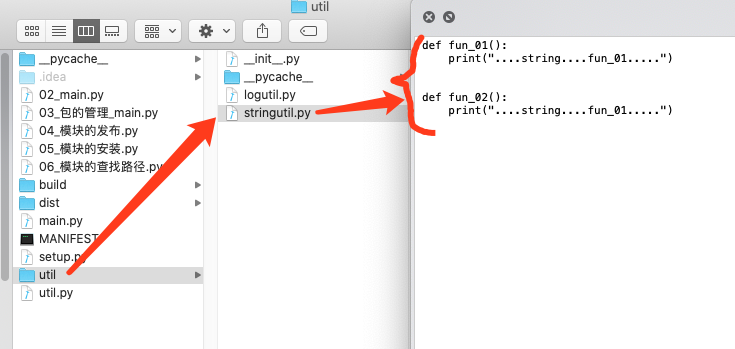 util
__pycache__
.idea
02_main.py
03_包的管理_main.py
04_模块的发布.py
05_模块的安装.py
06_模块的查找路径.py
build
dist
main.py
MANIFEST
setup.py
util
util.py
__init__.py
__pycache__
logutil.py
stringutil.py
def fun_01():
    print("....string....fun_01.....")
def fun_02():
    print("....string....fun_01.....")